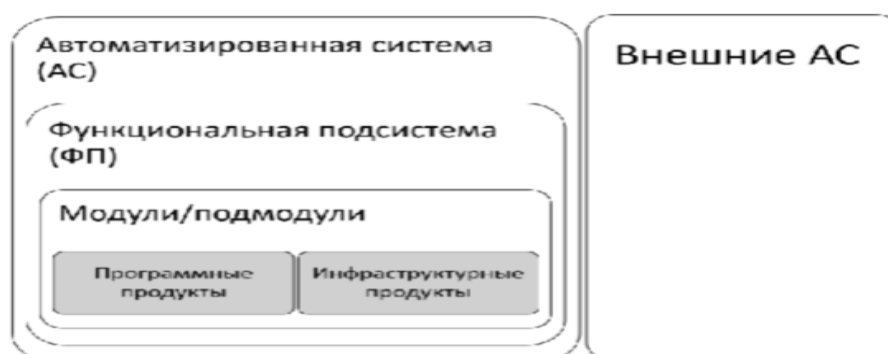 Автоматизированная система
(АС)
Внешние АС
Функциональная подсистема
(ФП)
Модули/подмодули
Программные
продукты
Инфраструктурные
продукты